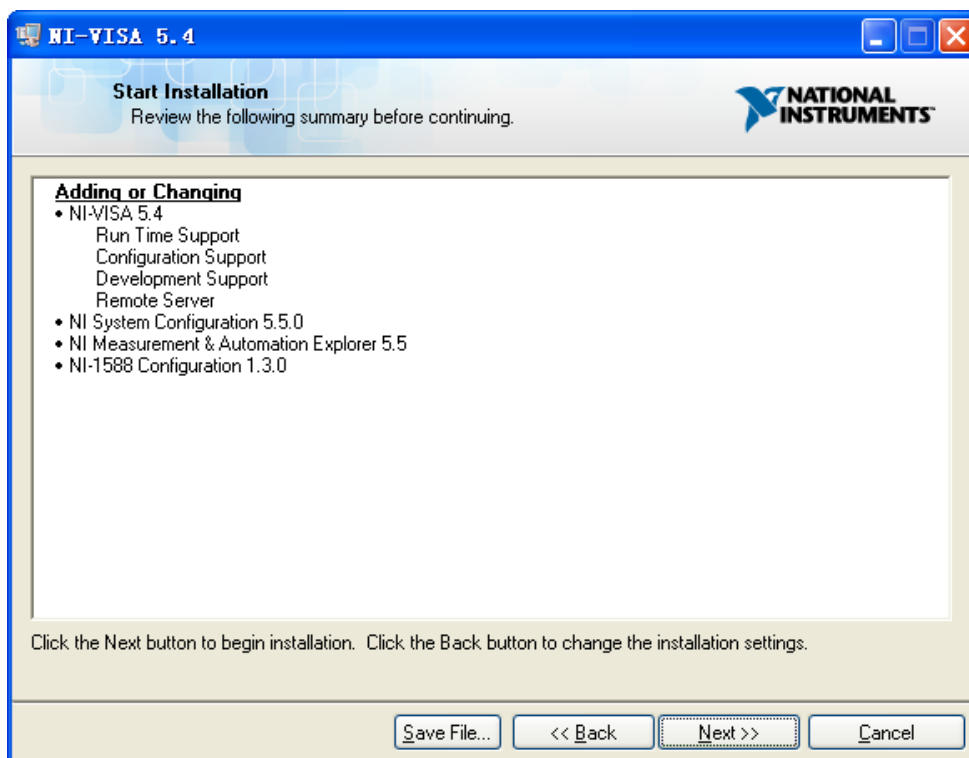 NI-VISA 5.4
Start Installation
Review the following summary before continuing.
NATIONAL
INSTRUMENTS™
Adding or Changing
• NI-VISA 5.4
Run Time Support
Configuration Support
Development Support
Remote Server
• NI System Configuration 5.5.0
• NI Measurement & Automation Explorer 5.5
• NI-1588 Configuration 1.3.0
Click the Next button to begin installation.  Click the Back button to change the installation settings.
Save File...
<< Back
Next >>
Cancel